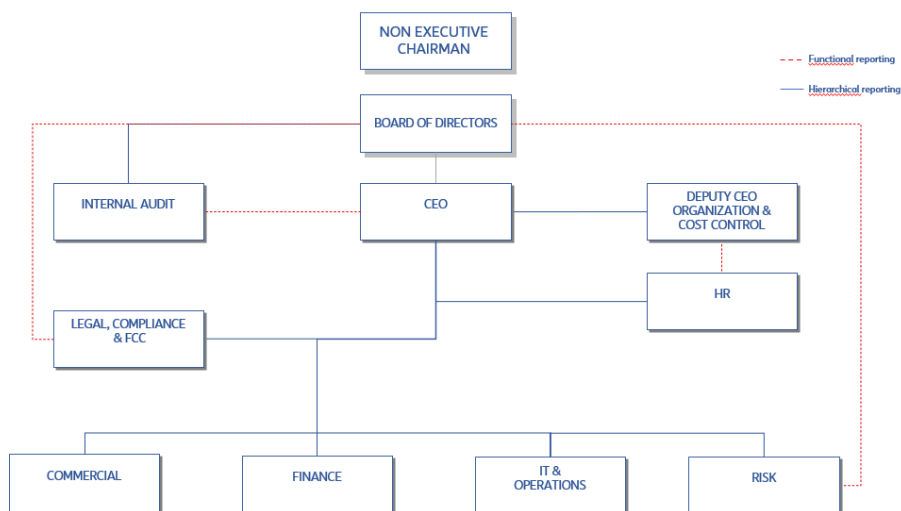 NON EXECUTIVE
CHAIRMAN
Functional reporting
Hierarchical reporting
BOARD OF DIRECTORS
INTERNAL AUDIT
CEO
DEPUTY CEO
ORGANIZATION &
COST CONTROL
HR
LEGAL, COMPLIANCE
& FCC
COMMERCIAL
FINANCE
IT &
OPERATIONS
RISK